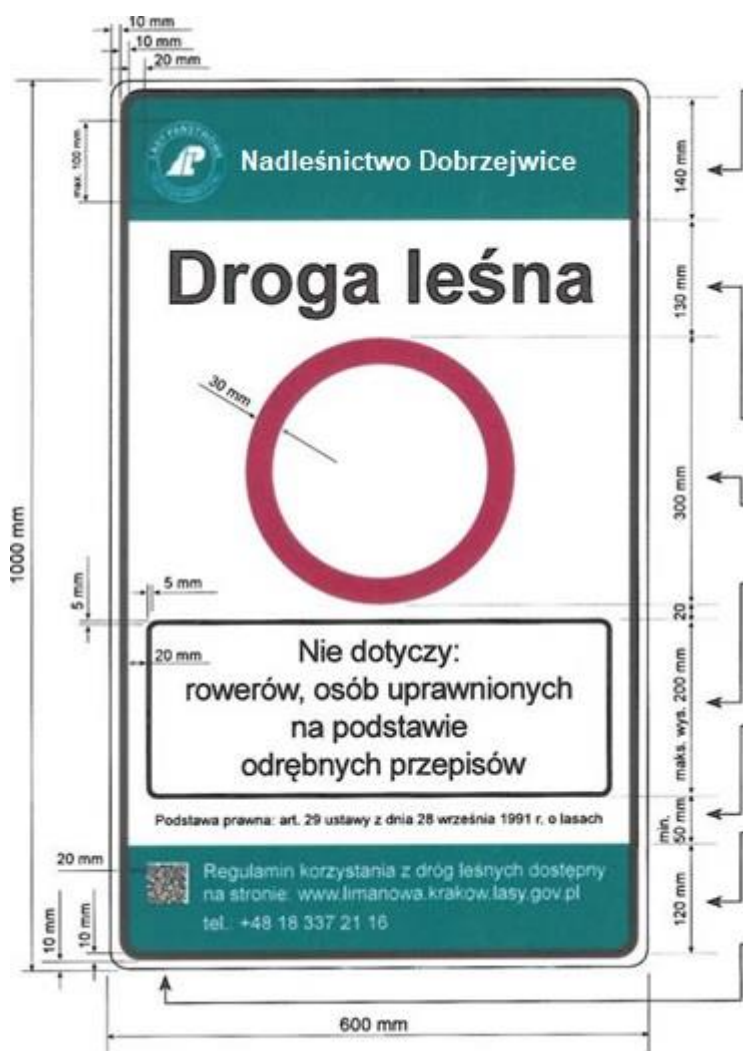 10 mm
10 mm
20 mm
max. 100 mm
LASY PAŃSTWOWE
Nadleśnictwo Dobrzejwice
140 mm
Droga leśna
130 mm
30 mm
300 mm
1000 mm
5 mm
5 mm
20
20 mm
Nie dotyczy:
rowerów, osób uprawnionych
na podstawie
odrębnych przepisów
maks. wys. 200 mm
Podstawa prawna: art. 29 ustawy z dnia 28 września 1991 r. o lasach
min.
50 mm
20 mm
Regulamin korzystania z dróg leśnych dostępny
na stronie: www.limanowa.krakow.lasy.gov.pl
tel.: +48 18 337 21 16
120 mm
10 mm
10 mm
600 mm